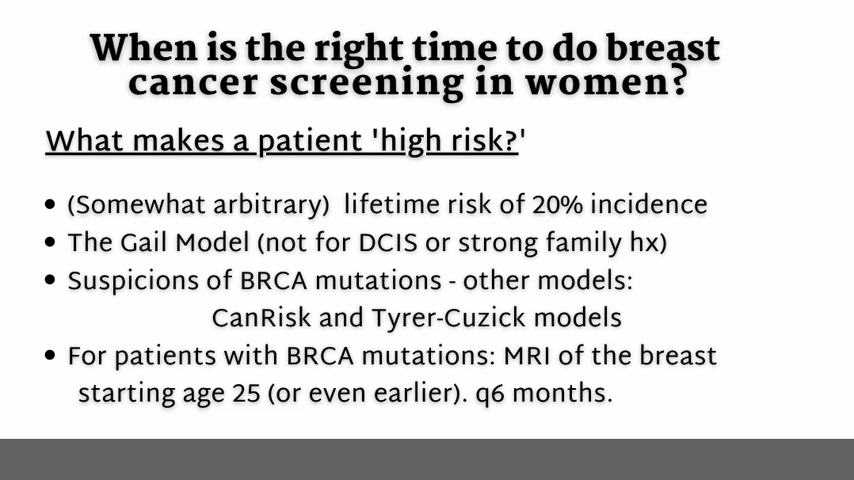 When is the right time to do breast
cancer screening in women?
What makes a patient 'high risk?'
• (Somewhat arbitrary) lifetime risk of 20% incidence
• The Gail Model (not for DCIS or strong family hx)
• Suspicions of BRCA mutations - other models:
CanRisk and Tyrer-Cuzick models
• For patients with BRCA mutations: MRI of the breast
starting age 25 (or even earlier). q6 months.